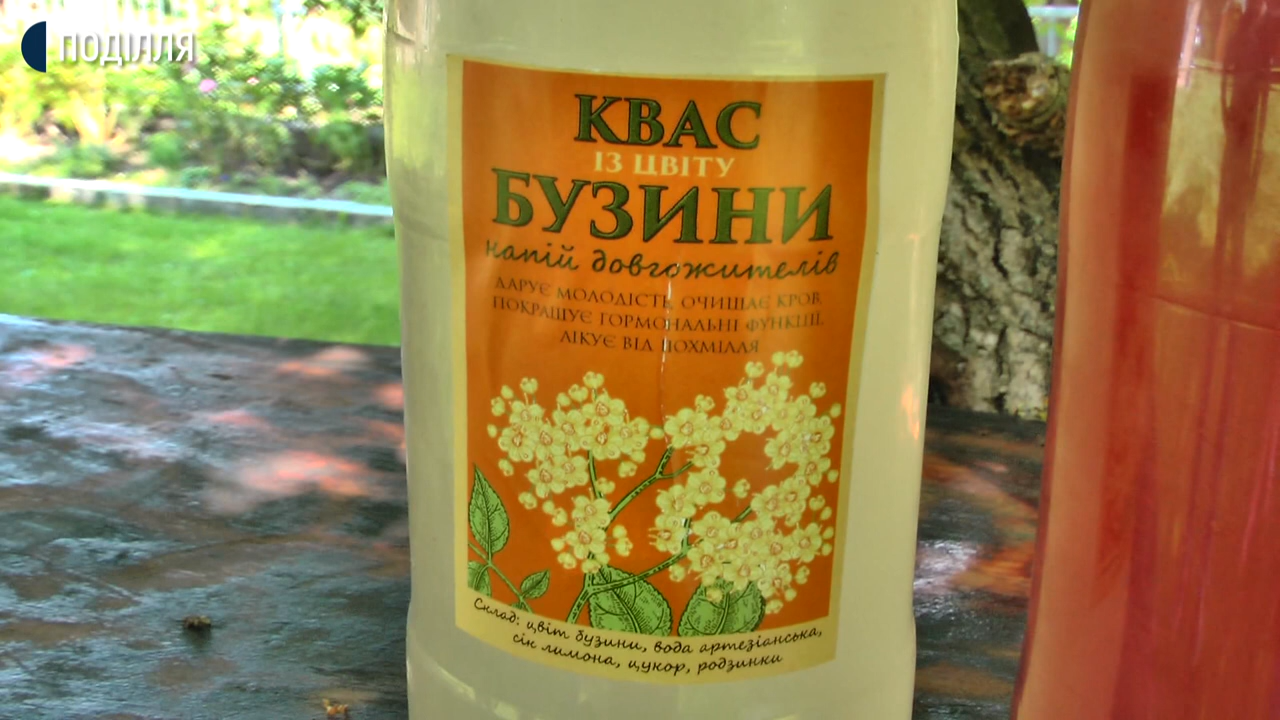 ПОДІЛЛЯ
КВАС
ІЗ ЦВІТУ
БУЗИНИ
напій довгожителів
ДАРУЄ МОЛОДІСТЬ, ОЧИЩАЄ КРОВ,
ПОКРАЩУЄ ГОРМОНАЛЬНІ ФУНКЦІЇ,
ЛІКУЄ ВІД ПОХМІЛЛЯ
Склад: цвіт бузини, вода артезіанська,
сік лимона, цукор, родзинки